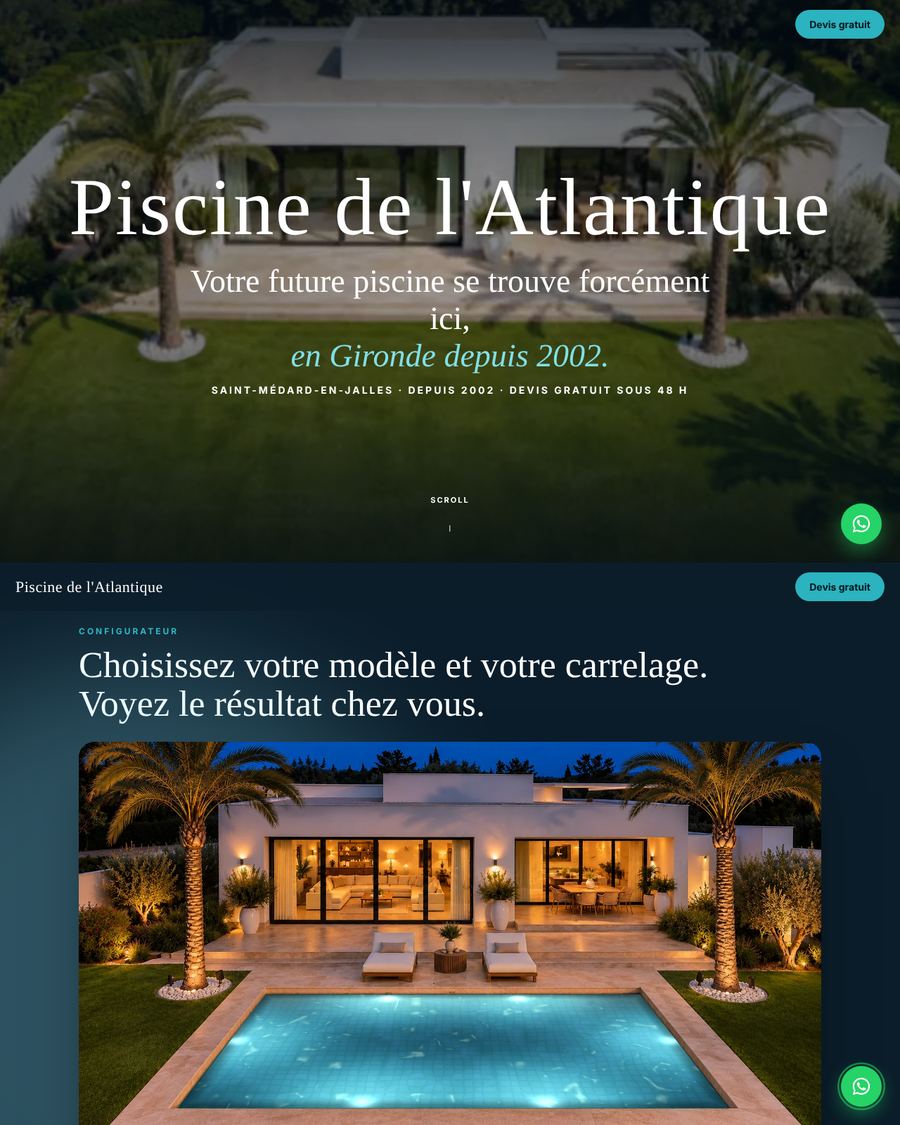 Devis gratuit
Piscine de l'Atlantique
Votre future piscine se trouve forcément
ici,
en Gironde depuis 2002.
SAINT-MÉDARD-EN-JALLES · DEPUIS 2002 · DEVIS GRATUIT SOUS 48 H
SCROLL
Piscine de l'Atlantique
Devis gratuit
CONFIGURATEUR
Choisissez votre modèle et votre carrelage.
Voyez le résultat chez vous.